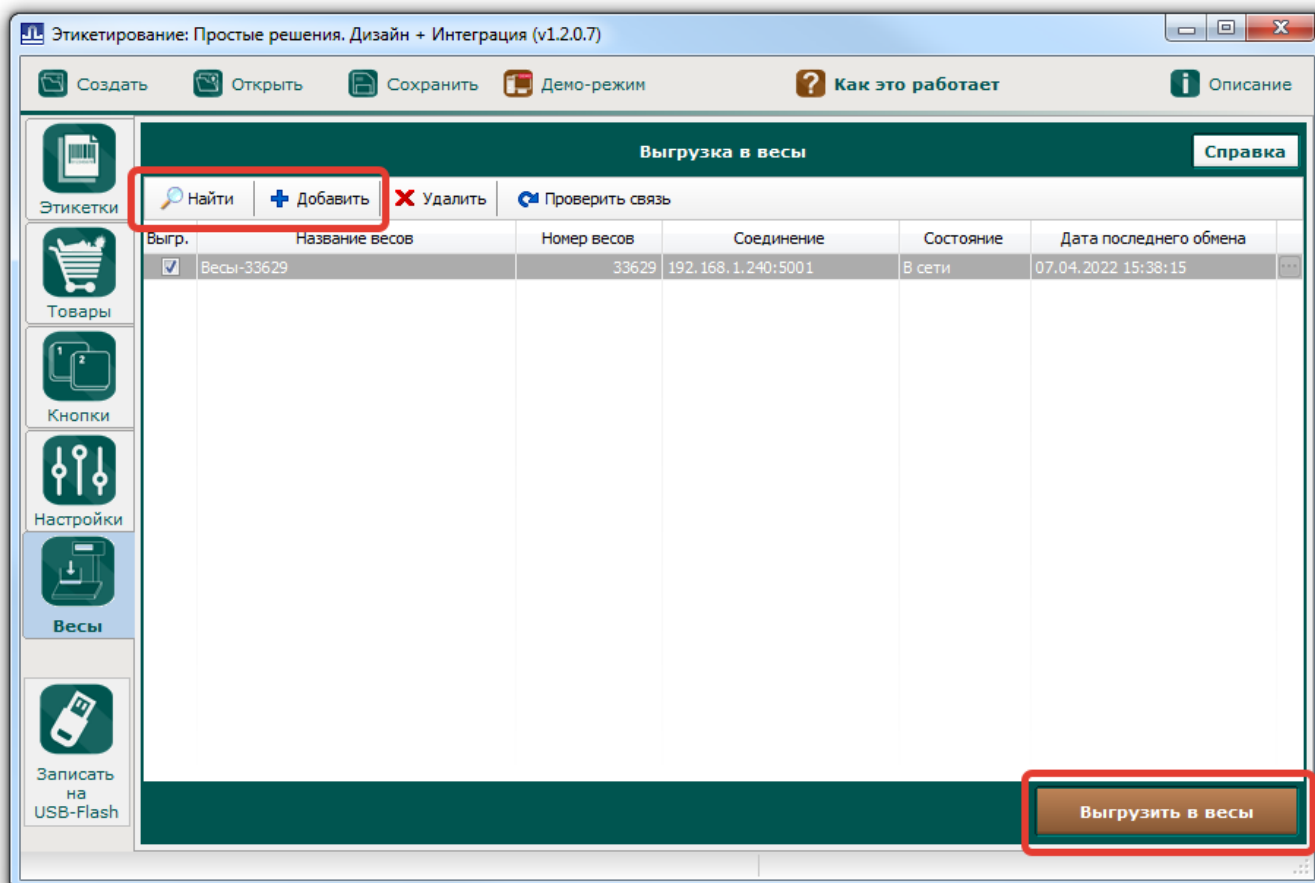 Этикетирование: Простые решения. Дизайн + Интеграция (v1.2.0.7)
Создать Открыть Сохранить Демо-режим Как это работает Описание
Выгрузка в весы Справка
Найти Добавить Удалить Проверить связь
Выгр. Название весов Номер весов Соединение Состояние Дата последнего обмена
Весы-33629 33629 192.168.1.240:5001 В сети 07.04.2022 15:38:15 ...
Этикетки
Товары
1 2
Кнопки
Настройки
Весы
Записать
на
USB-Flash
Выгрузить в весы